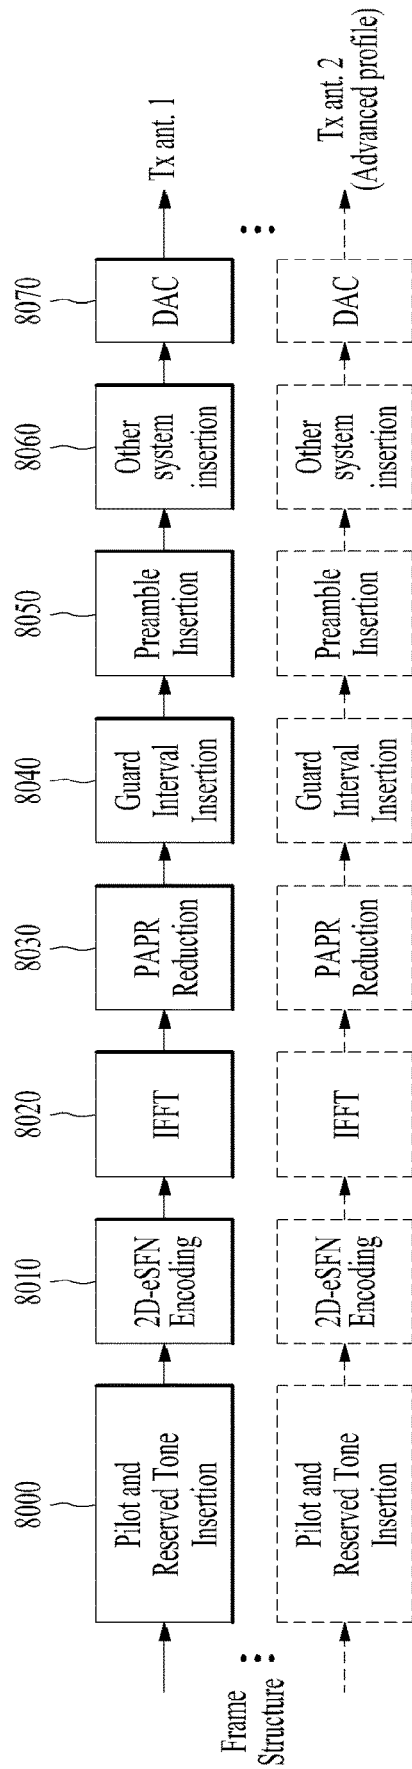 8000
8010
8020
8030
8040
8050
8060
8070
Frame
Structure
Pilot and
Reserved Tone
Insertion
2D-eSFN
Encoding
IFFT
PAPR
Reduction
Guard
Interval
Insertion
Preamble
Insertion
Other
system
insertion
DAC
Tx ant. 1
Pilot and
Reserved Tone
Insertion
2D-eSFN
Encoding
IFFT
PAPR
Reduction
Guard
Interval
Insertion
Preamble
Insertion
Other
system
insertion
DAC
Tx ant. 2
(Advanced profile)